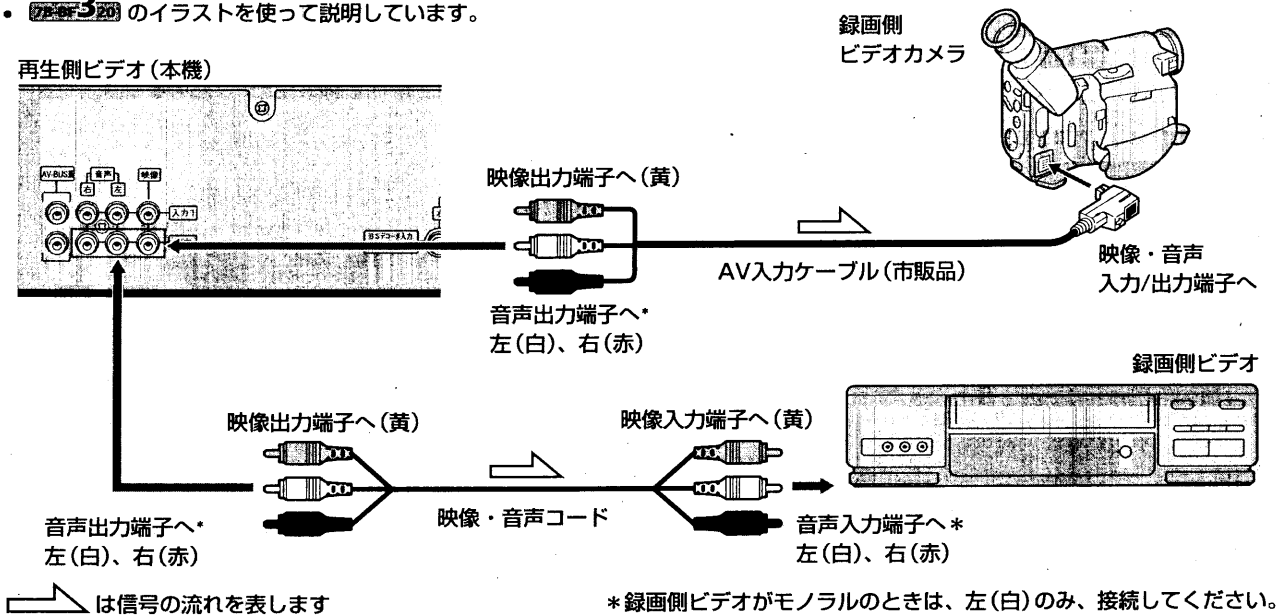 • のイラストを使って説明しています。
録画側
ビデオカメラ
再生側ビデオ(本機)
AV-BUS
音声
映像
右
左
入力1
BSデコーダ入力
映像出力端子へ(黄)
AV入力ケーブル(市販品)
映像・音声
入力/出力端子へ
音声出力端子へ*
左(白)、右(赤)
録画側ビデオ
映像出力端子へ(黄)
映像入力端子へ(黄)
映像・音声コード
音声出力端子へ*
左(白)、右(赤)
音声入力端子へ*
左(白)、右(赤)
は信号の流れを表します
*録画側ビデオがモノラルのときは、左(白)のみ、接続してください。